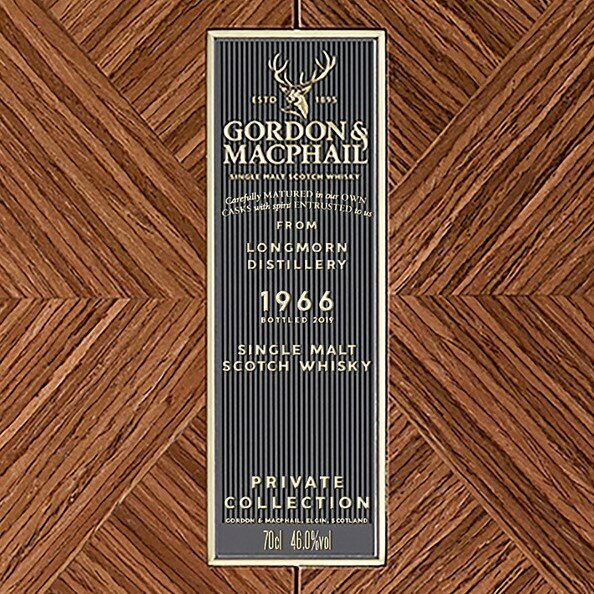 ESTD 1895
GORDON &
MACPHAIL
SINGLE MALT SCOTCH WHISKY
Carefully MATURED in our OWN
CASKS with spirit ENTRUSTED to us
FROM
LONGMORN
DISTILLERY
1966
BOTTLED 2019
SINGLE MALT
SCOTCH WHISKY
PRIVATE
COLLECTION
GORDON & MACPHAIL, ELGIN, SCOTLAND
70cl 46.0%vol